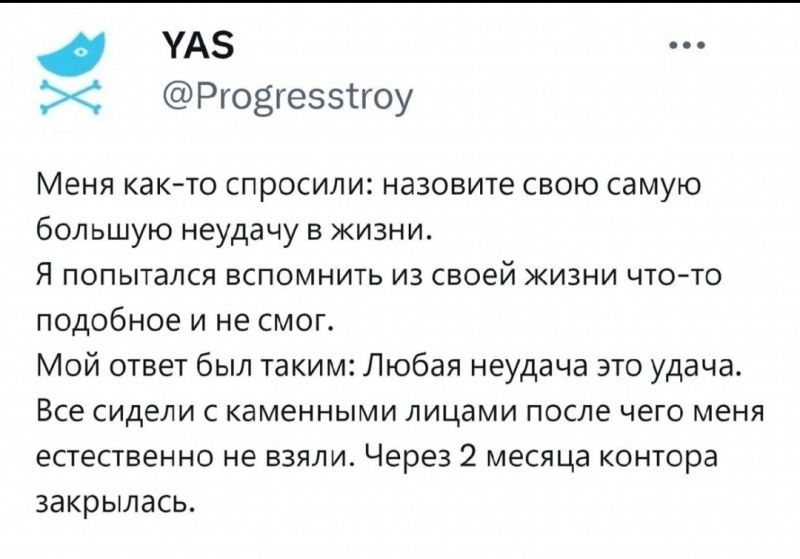 YAS
@Progresstroy
Меня как-то спросили: назовите свою самую
большую неудачу в жизни.
Я попытался вспомнить из своей жизни что-то
подобное и не смог.
Мой ответ был таким: Любая неудача это удача.
Все сидели с каменными лицами после чего меня
естественно не взяли. Через 2 месяца контора
закрылась.